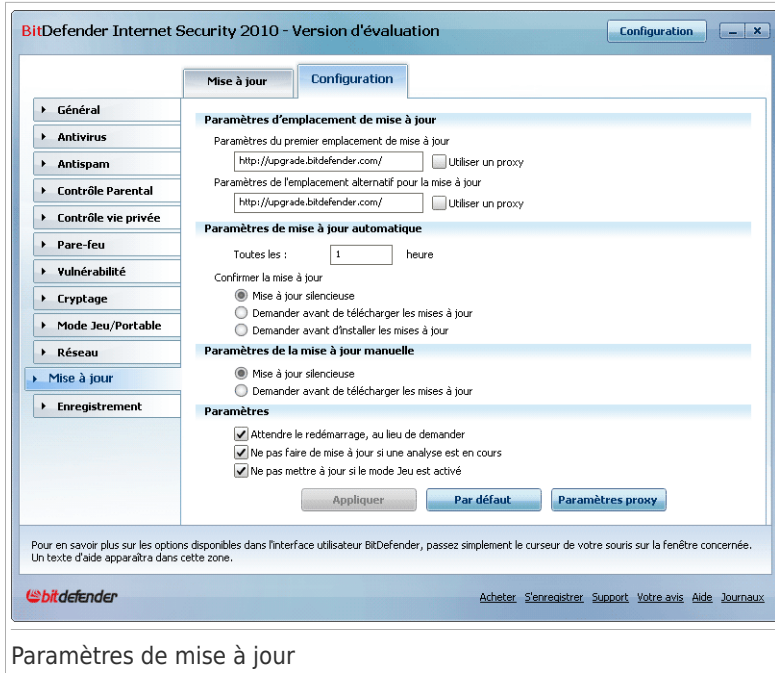 BitDefender Internet Security 2010 - Version d'évaluation
Configuration
Mise à jour
Configuration
Général
Antivirus
Antispam
Contrôle Parental
Contrôle vie privée
Pare-feu
Vulnérabilité
Cryptage
Mode Jeu/Portable
Réseau
Mise à jour
Enregistrement
Paramètres d'emplacement de mise à jour
Paramètres du premier emplacement de mise à jour
http://upgrade.bitdefender.com/ Utiliser un proxy
Paramètres de l'emplacement alternatif pour la mise à jour
http://upgrade.bitdefender.com/ Utiliser un proxy
Paramètres de mise à jour automatique
Toutes les : 1 heure
Confirmer la mise à jour
Mise à jour silencieuse
Demander avant de télécharger les mises à jour
Demander avant d'installer les mises à jour
Paramètres de la mise à jour manuelle
Mise à jour silencieuse
Demander avant de télécharger les mises à jour
Paramètres
Attendre le redémarrage, au lieu de demander
Ne pas faire de mise à jour si une analyse est en cours
Ne pas mettre à jour si le mode Jeu est activé
Appliquer Par défaut Paramètres proxy
Pour en savoir plus sur les options disponibles dans l'interface utilisateur BitDefender, passez simplement le curseur de votre souris sur la fenêtre concernée.
Un texte d'aide apparaîtra dans cette zone.
bitdefender
Acheter S'enregistrer Support Votre avis Aide Journaux
Paramètres de mise à jour